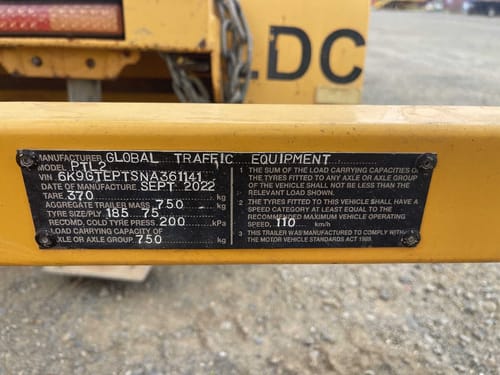 LDC
MANUFACTURER GLOBAL TRAFFIC EQUIPMENT
MODEL PTL2
VIN 6K9GTEPTSNA361141
DATE OF MANUFACTURE SEPT 2022
TARE 370 kg
AGGREGATE TRAILER MASS 750 kg
TYRE SIZE/PLY 185 75
RECOMD. COLD TYRE PRESS 200 kPa
LOAD CARRYING CAPACITY OF
AXLE OR AXLE GROUP 750 kg
1 THE SUM OF THE LOAD CARRYING CAPACITIES OF
THE TYRES FITTED TO ANY AXLE OR AXLE GROUP
OF THE VEHICLE SHALL NOT BE LESS THAN THE
RELEVANT LOAD SHOWN.
2 THE TYRES FITTED TO THIS VEHICLE SHALL HAVE A
SPEED CATEGORY AT LEAST EQUAL TO THE
RECOMMENDED MAXIMUM VEHICLE OPERATING
SPEED, 110 km/h
3 THIS TRAILER WAS MANUFACTURED TO COMPLY WITH
THE MOTOR VEHICLE STANDARDS ACT 1989.